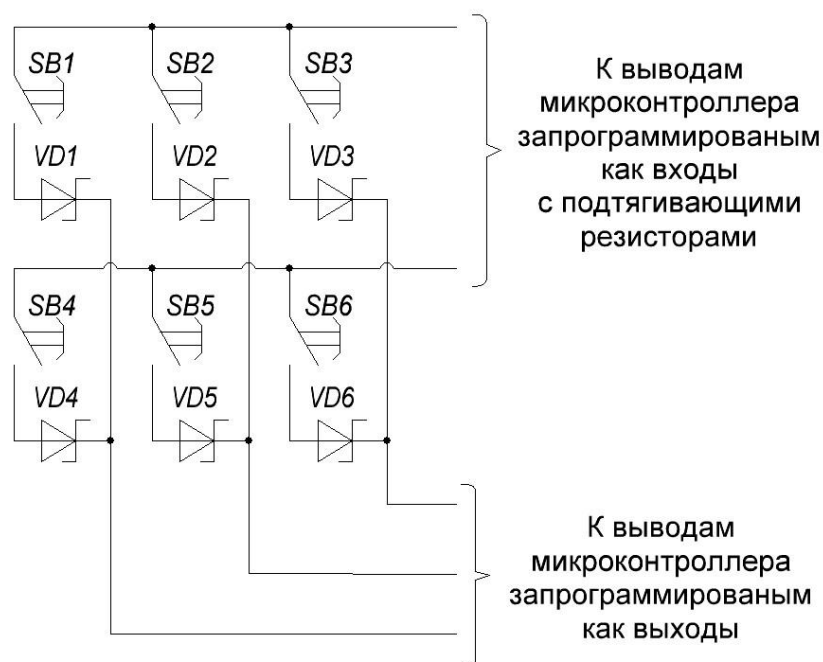 SB1 SB2 SB3
VD1 VD2 VD3
К выводам
микроконтроллера
запрограммированым
как входы
с подтягивающими
резисторами
SB4 SB5 SB6
VD4 VD5 VD6
К выводам
микроконтроллера
запрограммированым
как выходы